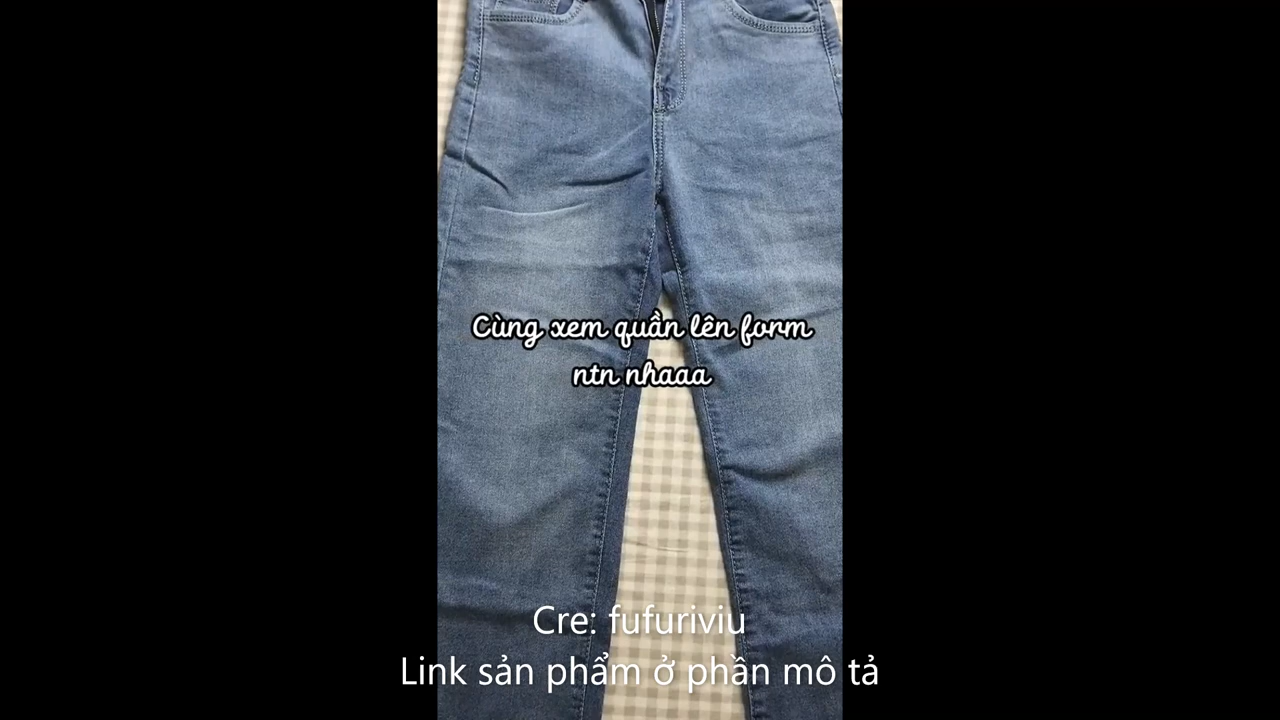 Cùng xem quần lên form
ntn nhaaa
Cre: fufuriviu
Link sản phẩm ở phần mô tả